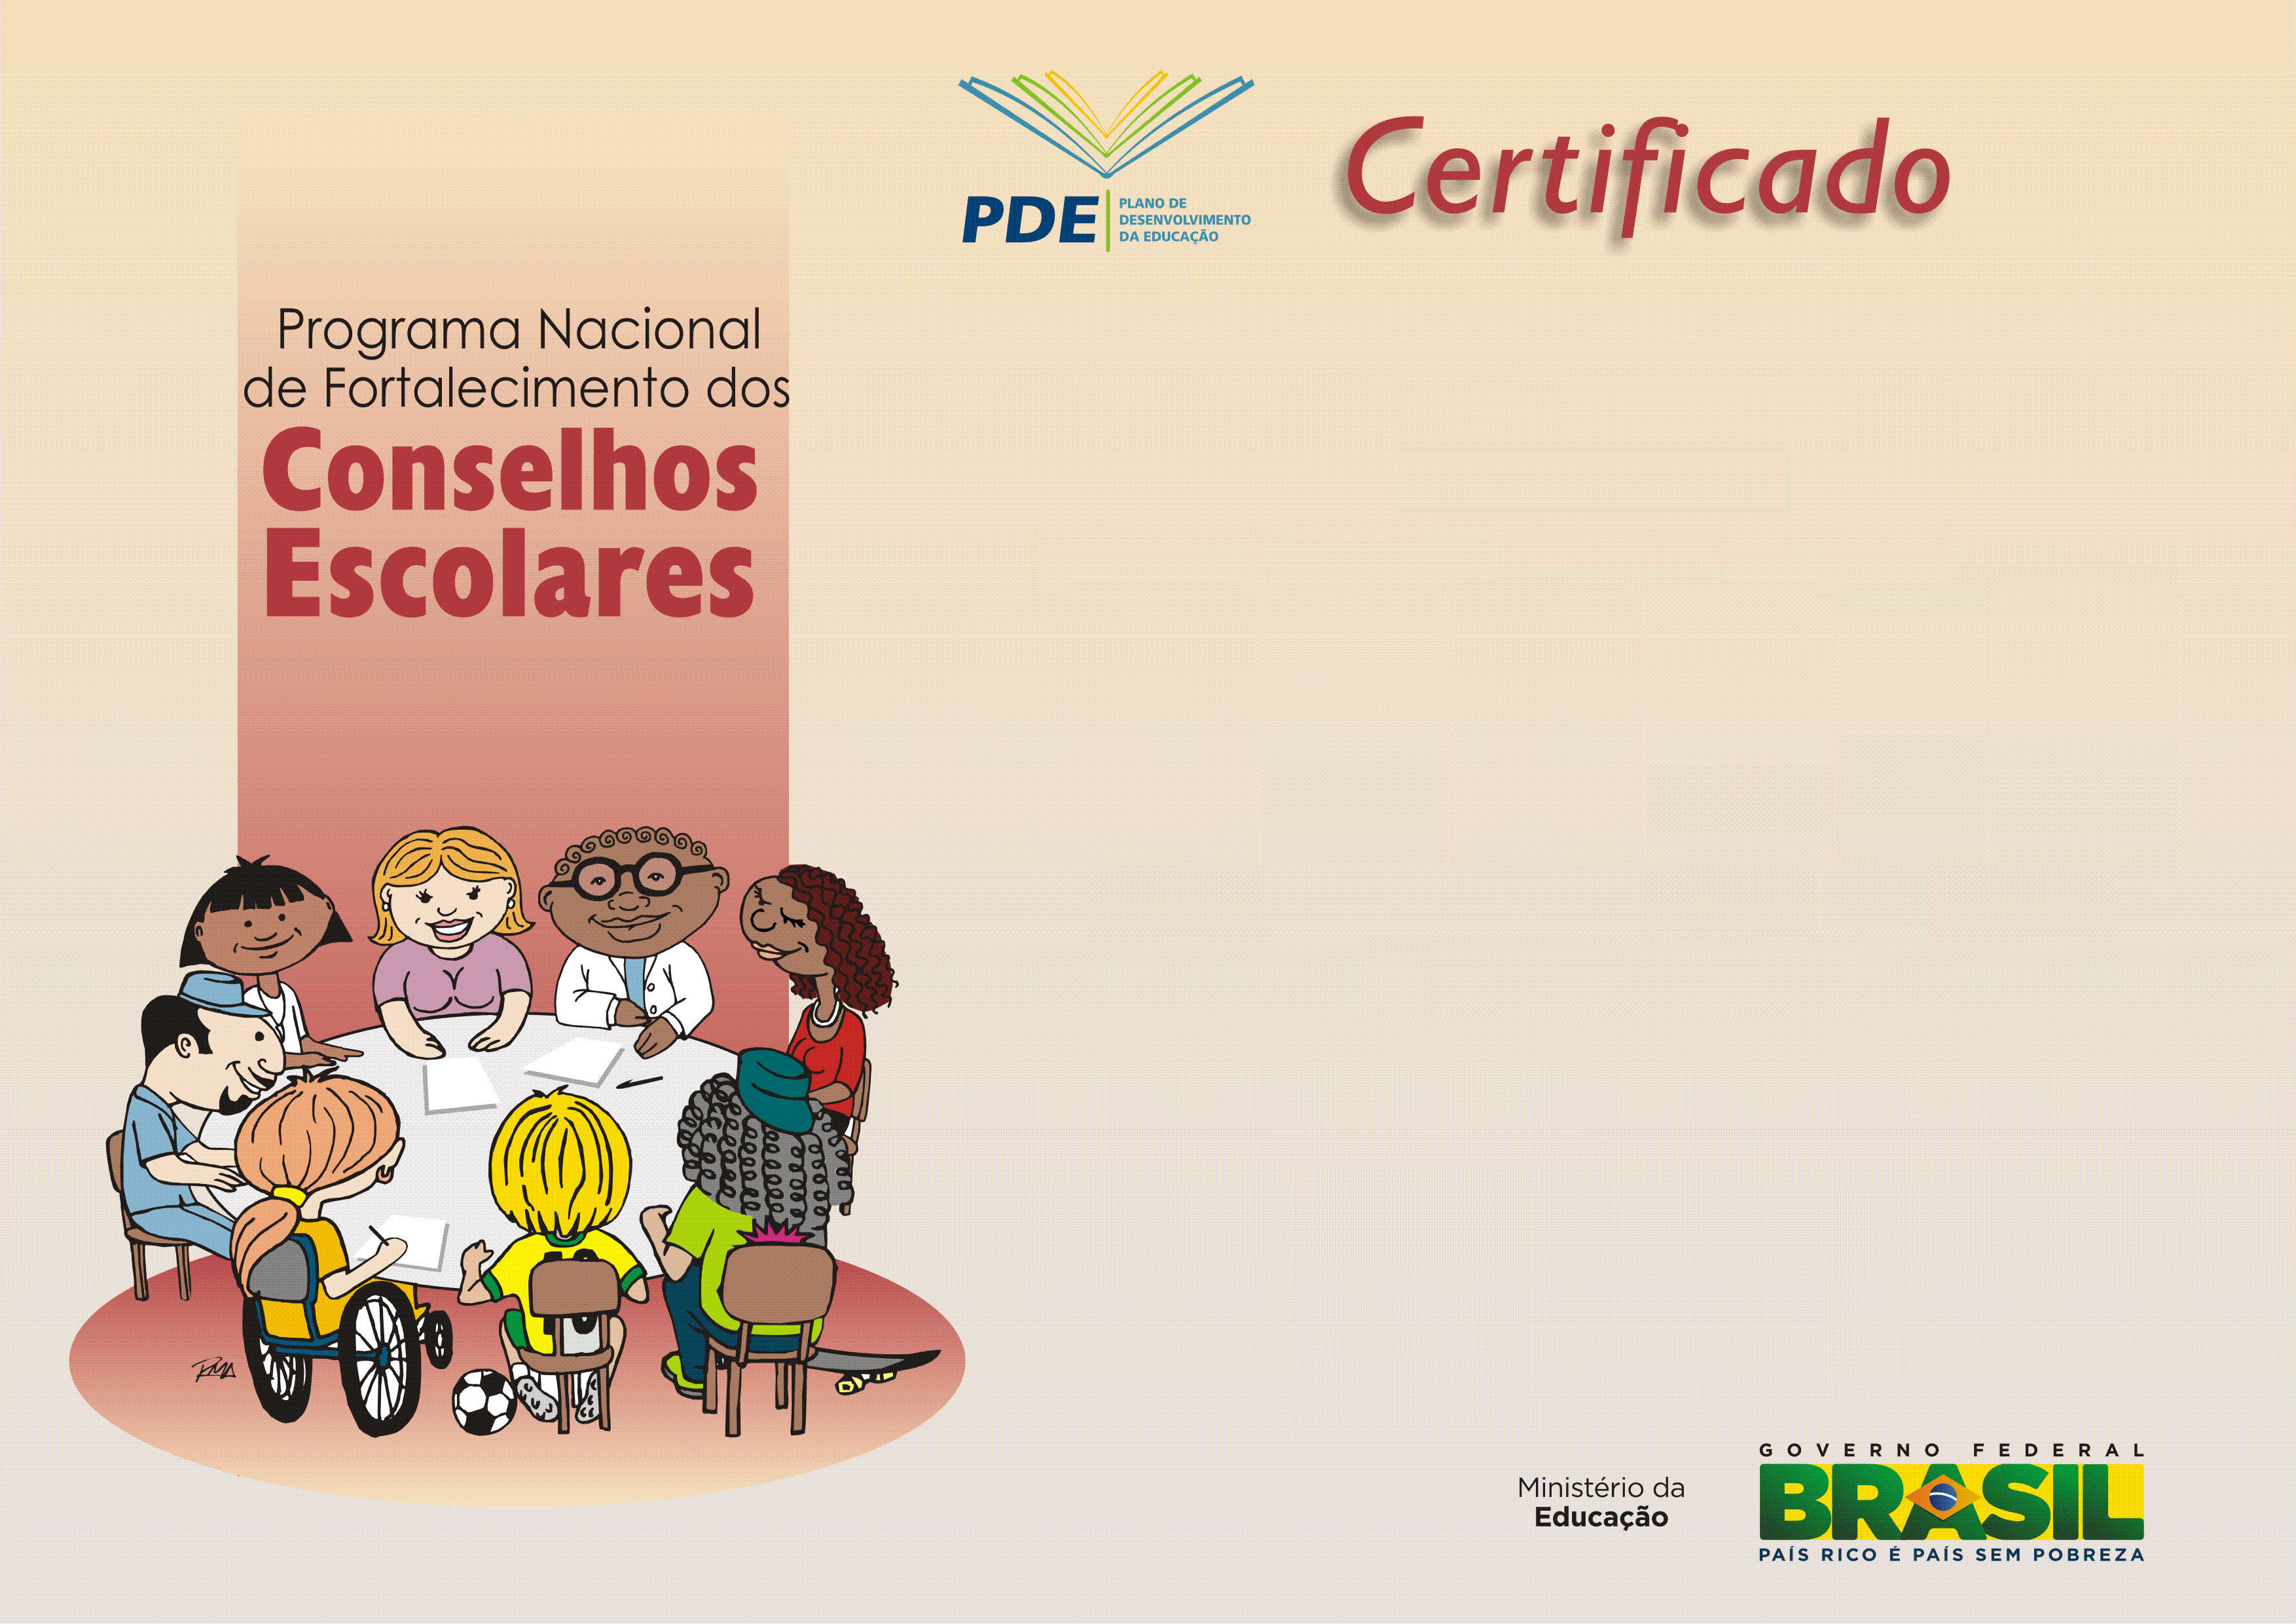 PDE
PLANO DE
DESENVOLVIMENTO
DA EDUCAÇÃO
Certificado
Programa Nacional
de Fortalecimento dos
Conselhos
Escolares
Ministério da
Educação
GOVERNO FEDERAL
BRASIL
PAÍS RICO É PAÍS SEM POBREZA